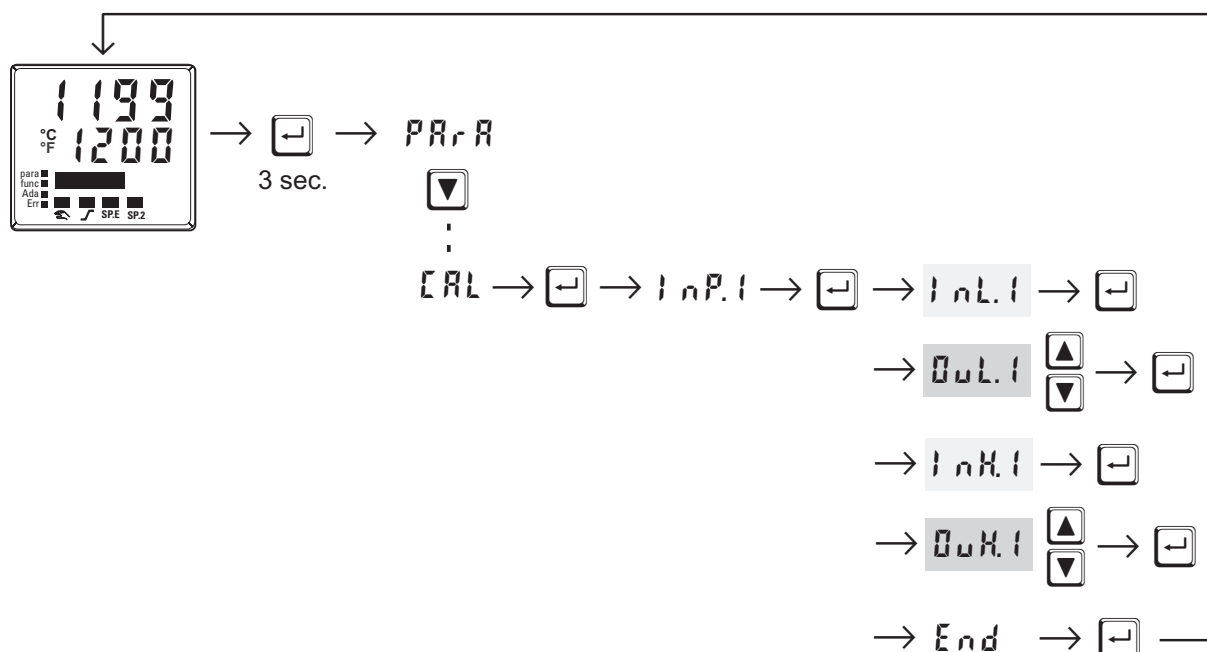 1199
°C
°F 1200
para
func
Ada
Err
SP.E SP.2
3 sec.
PArA
CAL InP.1 InL.1
OuL.1
InH.1
OuH.1
End